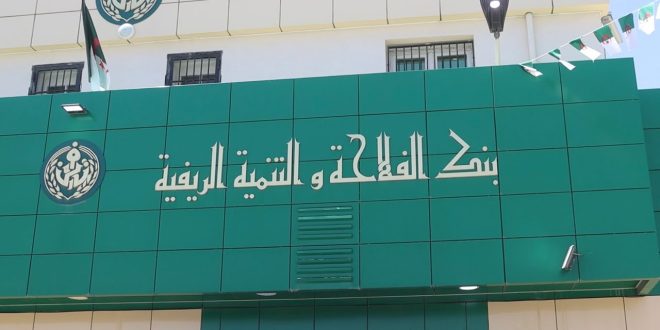 بنك الفلاحة و التنمية الريفية